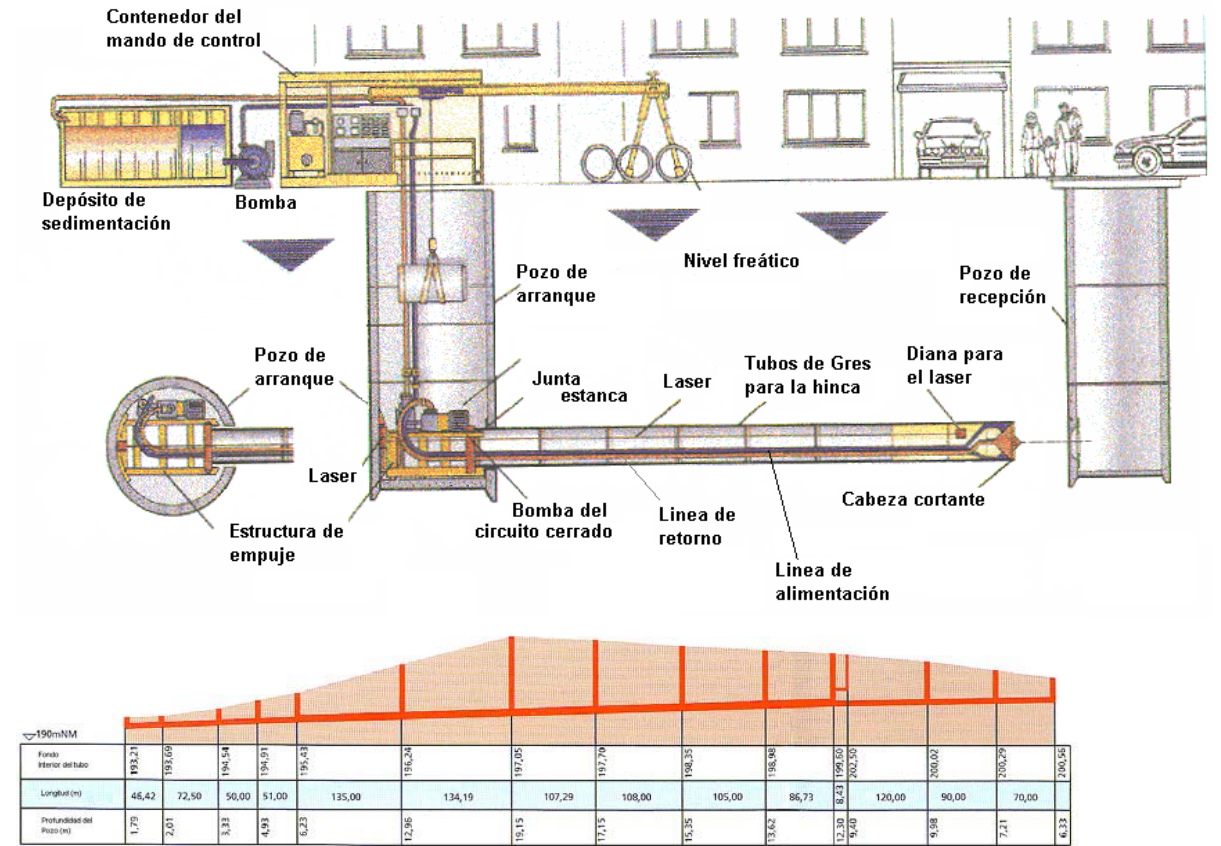 Contenedor del
mando de control
Depósito de
sedimentación
Bomba
Nivel freático
Pozo de
arranque
Pozo de
recepción
Pozo de
arranque
Junta
estanca
Laser
Tubos de Gres
para la hinca
Diana para
el laser
Laser
Estructura de
empuje
Bomba del
circuito cerrado
Linea de
retorno
Cabeza cortante
Linea de
alimentación
190mNM
Fondo
Interior del tubo
193,21 193,69 194,54 194,91 195,43 196,24 197,05 197,70 198,35 198,98 199,60 202,50 200,02 200,29 200,56
Longitud (m)
46,42 72,50 50,00 51,00 135,00 134,19 107,29 108,00 105,00 86,73 8,43 120,00 90,00 70,00
Profundidad del
Pozo (m)
1,79 2,01 3,33 4,93 6,23 12,96 19,15 17,15 15,35 13,62 12,30 9,40 9,98 7,21 6,33